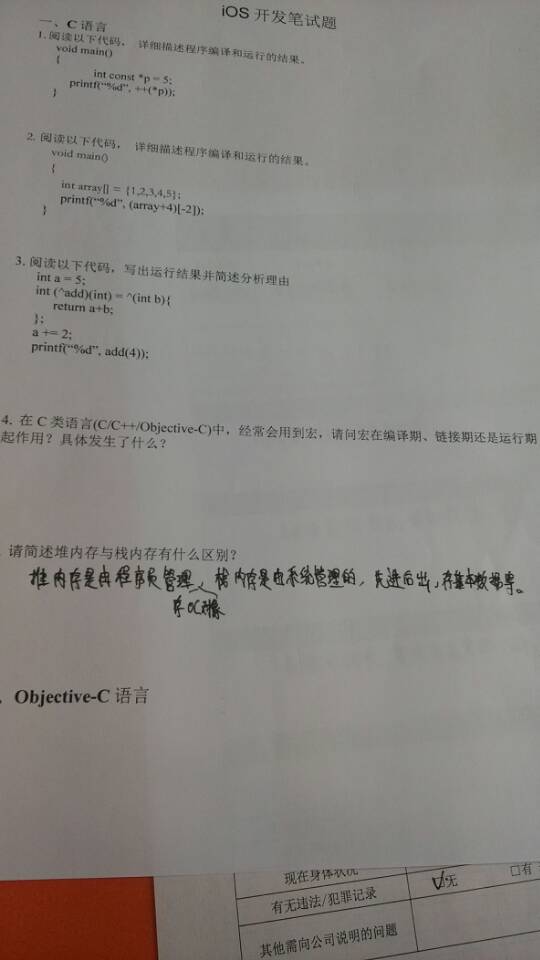 iOS 开发笔试题
一、C 语言
1. 阅读以下代码， 详细描述程序编译和运行的结果。
void main()
{
int const *p = 5;
printf("%d", ++(*p));
}
2. 阅读以下代码， 详细描述程序编译和运行的结果。
void main()
{
int array[] = {1,2,3,4,5};
printf("%d", (array+4)[-2]);
}
3. 阅读以下代码，写出运行结果并简述分析理由
int a = 5;
int (^add)(int) = ^(int b){
return a+b;
};
a += 2;
printf("%d", add(4));
4. 在 C 类语言(C/C++/Objective-C)中，经常会用到宏，请问宏在编译期、链接期还是运行期
起作用？具体发生了什么？
请简述堆内存与栈内存有什么区别？
堆内存是由程序员管理、栈内存是由系统管理的，先进后出，存基本数据等。
存OC对象
、Objective-C 语言
现在身体状况
有无违法/犯罪记录
☑无
□有
其他需向公司说明的问题